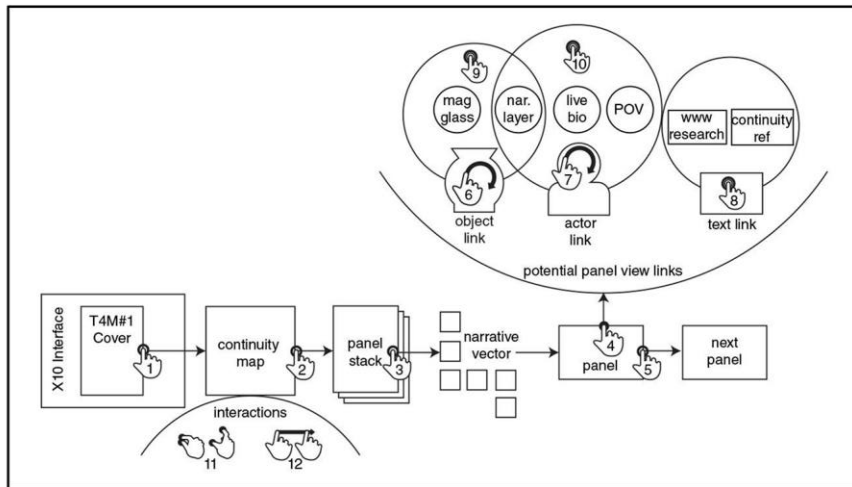 9
10
mag
glass
nar.
layer
live
bio
POV
www
research
continuity
ref
6
7
8
object
link
actor
link
text link
potential panel view links
X10 Interface
T4M#1
Cover
1
continuity
map
2
panel
stack
3
narrative
vector
4
panel
5
next
panel
interactions
11
12